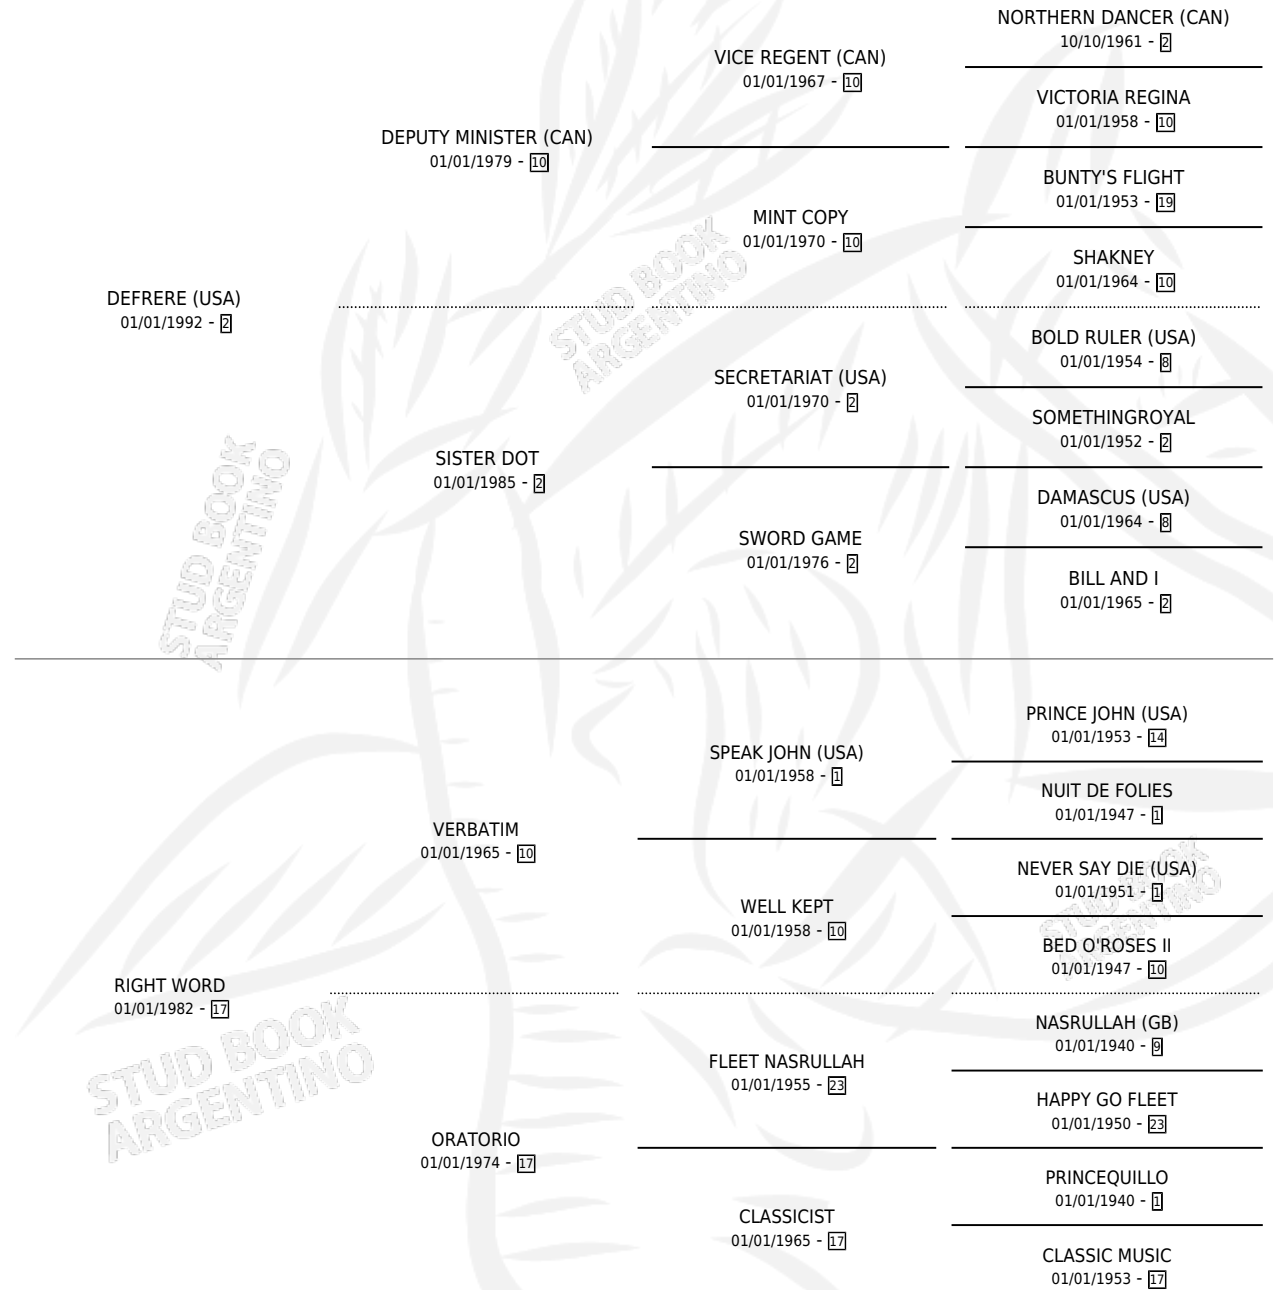 NORTHERN DANCER (CAN)
10/10/1961 - 2
VICE REGENT (CAN)
01/01/1967 - 10
VICTORIA REGINA
01/01/1958 - 10
DEPUTY MINISTER (CAN)
01/01/1979 - 10
BUNTY'S FLIGHT
01/01/1953 - 19
MINT COPY
01/01/1970 - 10
SHAKNEY
01/01/1964 - 10
DEFRERE (USA)
01/01/1992 - 2
BOLD RULER (USA)
01/01/1954 - 8
SECRETARIAT (USA)
01/01/1970 - 2
SOMETHINGROYAL
01/01/1952 - 2
SISTER DOT
01/01/1985 - 2
DAMASCUS (USA)
01/01/1964 - 8
SWORD GAME
01/01/1976 - 2
BILL AND I
01/01/1965 - 2
PRINCE JOHN (USA)
01/01/1953 - 14
SPEAK JOHN (USA)
01/01/1958 - 1
NUIT DE FOLIES
01/01/1947 - 1
VERBATIM
01/01/1965 - 10
NEVER SAY DIE (USA)
01/01/1951 - 1
WELL KEPT
01/01/1958 - 10
BED O'ROSES II
01/01/1947 - 10
RIGHT WORD
01/01/1982 - 17
NASRULLAH (GB)
01/01/1940 - 9
FLEET NASRULLAH
01/01/1955 - 23
HAPPY GO FLEET
01/01/1950 - 23
ORATORIO
01/01/1974 - 17
PRINCEQUILLO
01/01/1940 - 1
CLASSICIST
01/01/1965 - 17
CLASSIC MUSIC
01/01/1953 - 17
STUD BOOK
ARGENTINO
STUD BOOK
ARGENTINO
STUD BOOK
ARGENTINO
STUD BOOK
ARGENTINO